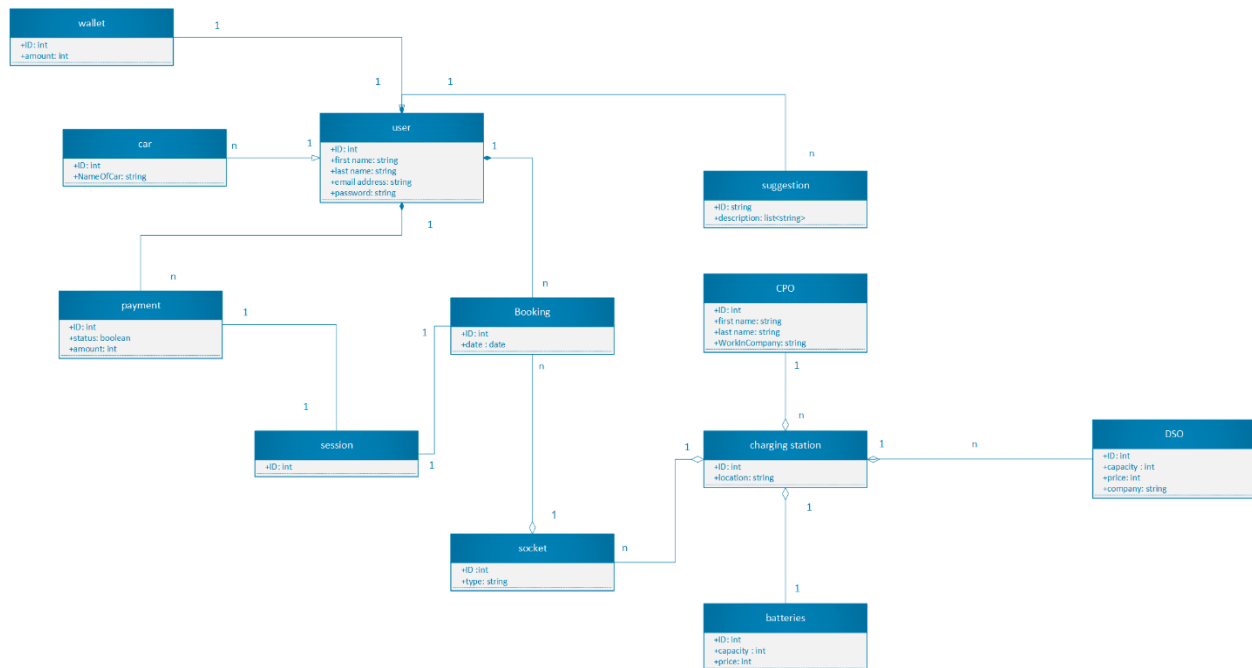 wallet
+ID: int
+amount: int
1
1
1
user
+ID: int
+first name: string
+last name: string
+email address: string
+password: string
car
+ID: int
+NameOfCar: string
n
1
1
n
suggestion
+ID: string
+description: list<string>
1
n
n
payment
+ID: int
+status: boolean
+amount: int
1
1
Booking
+ID: int
+date : date
1
n
CPO
+ID: int
+first name: string
+last name: string
+WorkInCompany: string
1
n
session
+ID: int
1
charging station
+ID: int
+location: string
1
1
n
DSO
+ID: int
+capacity : int
+price: int
+company: string
1
socket
+ID :int
+type: string
n
1
1
batteries
+ID: int
+capacity : int
+price: int